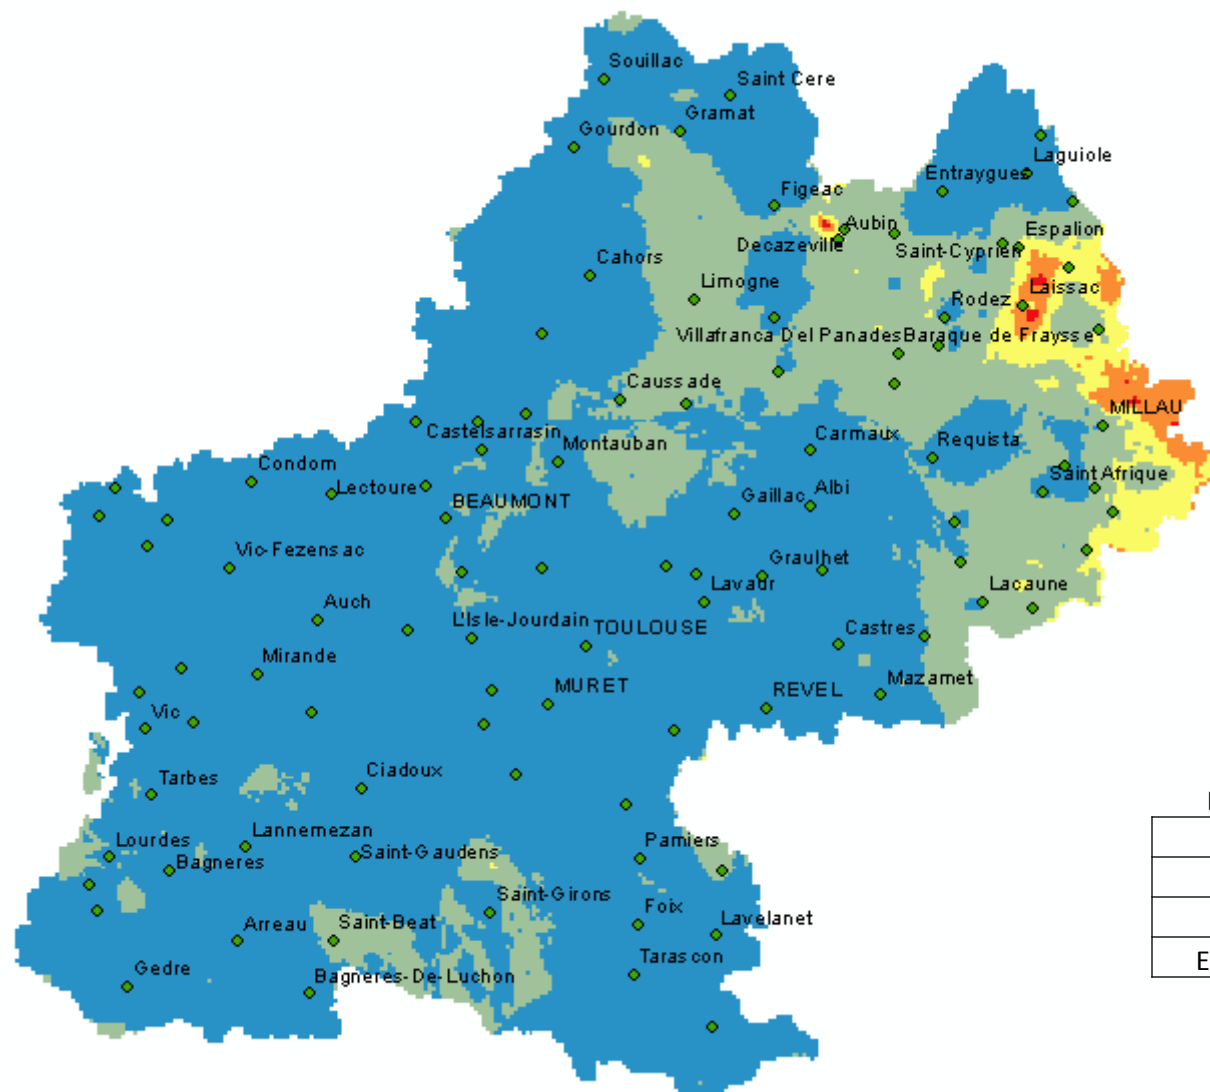 Souillac
Saint Cere
Gramat
Gourdon
Laguiole
Entraygues
Figeac
Aubin
Espalion
Decazeville
Saint-Cyprien
Cahors
Limogne
Laissac
Rodez
Villafranca Del Panades
Baraque de Fraysse
Caussade
MILLAU
Castelsarrasin
Carmaux
Montauban
Requista
Condom
Saint Afrique
Lectoure
Albi
Gaillac
BEAUMONT
Vic-Fezensac
Graulhet
Lavaur
Lacaune
Auch
L'Isle-Jourdain
TOULOUSE
Castres
Mirande
Mazamet
MURET
REVEL
Vic
Ciadoux
Tarbes
Lannemezan
Pamiers
Lourdes
Saint-Gaudens
Bagneres
Saint-Girons
Foix
Lavelanet
Arreau
Saint-Beat
Tarascon
E
Gedre
Bagneres-De-Luchon